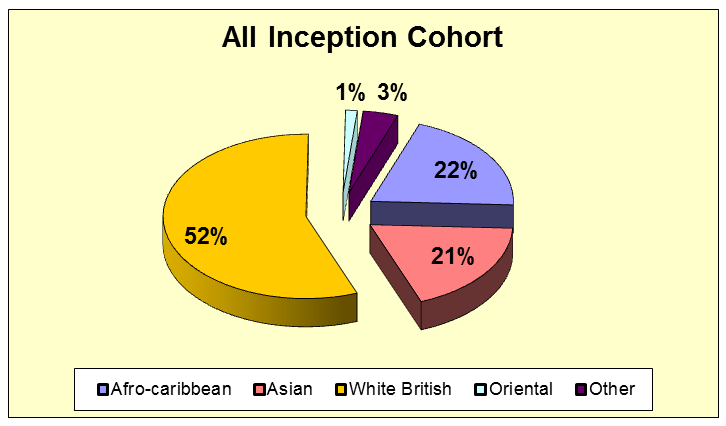 All Inception Cohort
1% 3%
22%
52%
21%
Afro-caribbean Asian White British Oriental Other